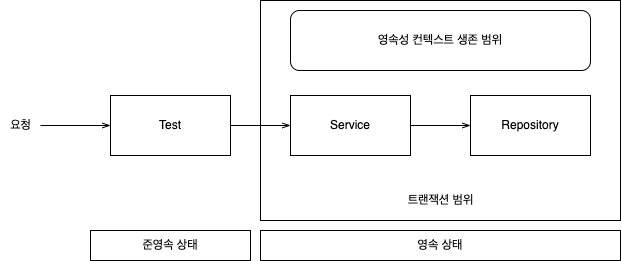 영속성 컨텍스트 생존 범위
요청
Test
Service
Repository
트랜잭션 범위
준영속 상태
영속 상태